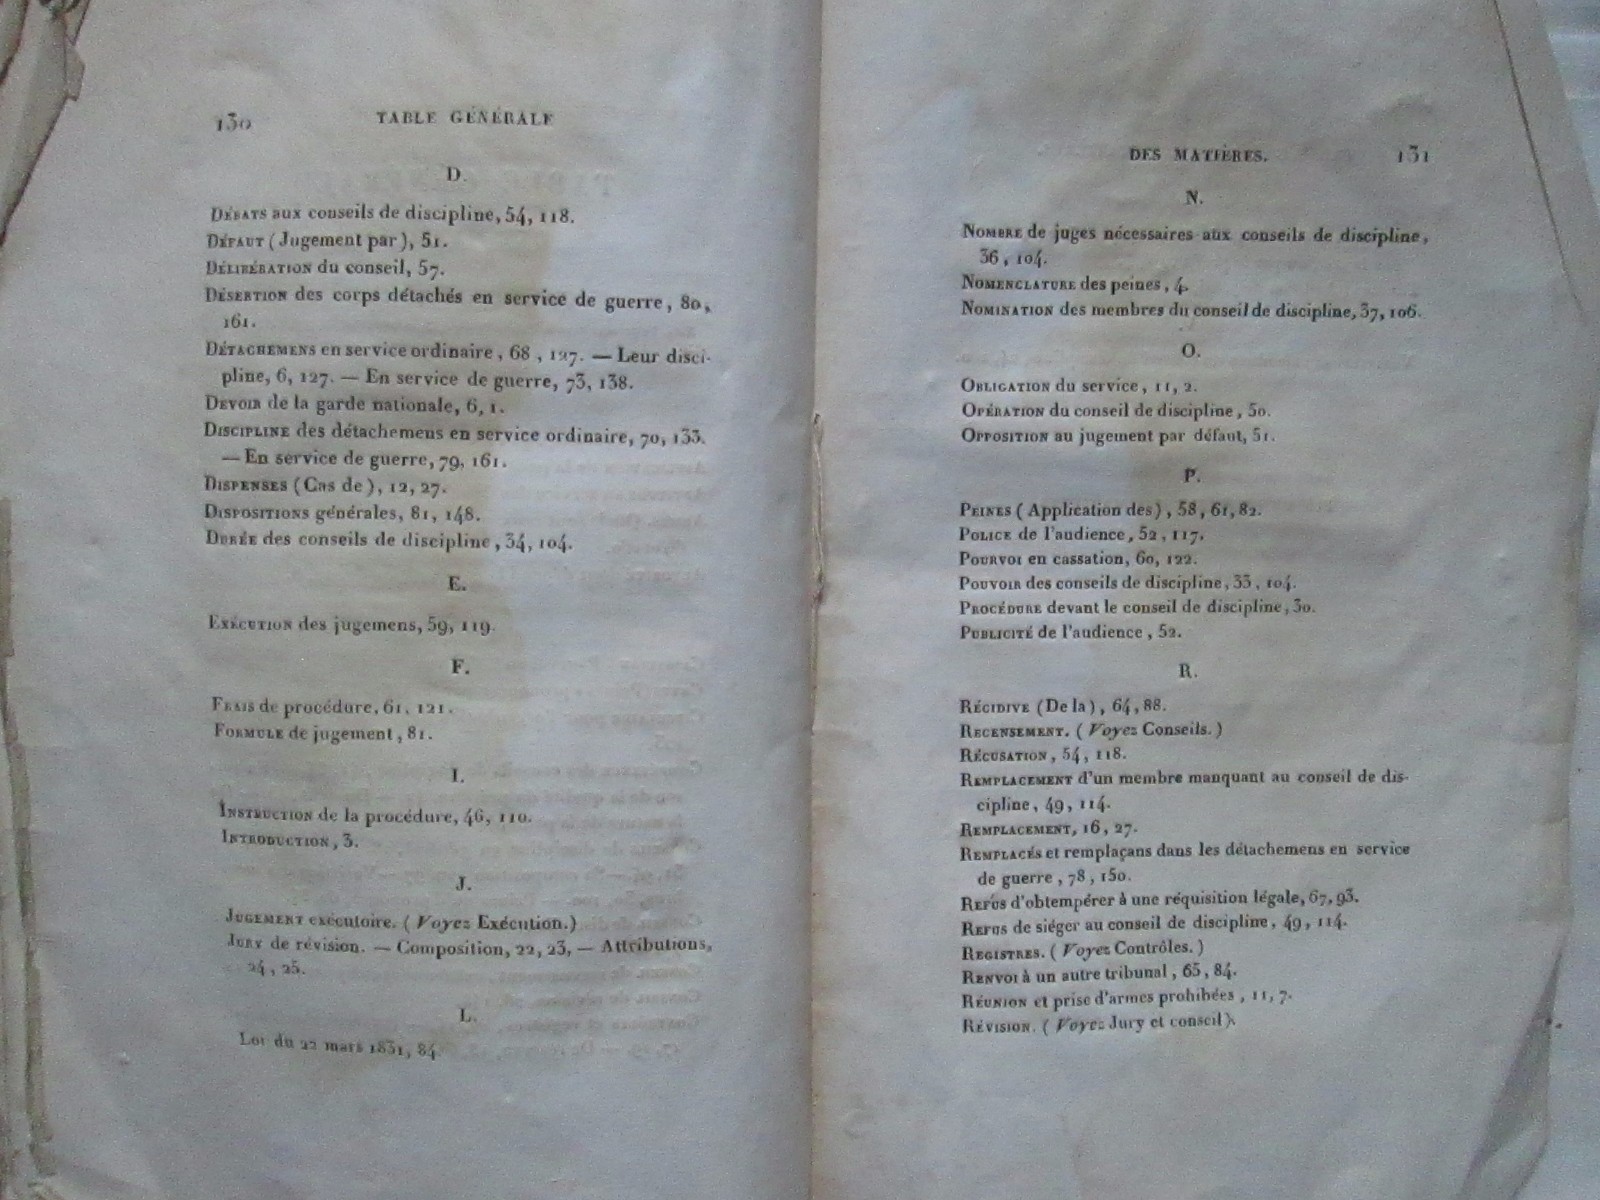 130 TABLE GÉNÉRALE
D.
DÉBATS aux conseils de discipline, 54, 118.
DÉFAUT (Jugement par), 51.
DÉLIBÉRATION du conseil, 57.
DÉSERTION des corps détachés en service de guerre, 80,
161.
DÉTACHEMENS en service ordinaire, 68, 127. — Leur disci-
pline, 6, 127. — En service de guerre, 73, 138.
DEVOIR de la garde nationale, 6, 1.
DISCIPLINE des détachemens en service ordinaire, 70, 133.
— En service de guerre, 79, 161.
DISPENSES (Cas de), 12, 27.
DISPOSITIONS générales, 81, 148.
DURÉE des conseils de discipline, 34, 104.
E.
EXÉCUTION des jugemens, 59, 119.
F.
FRAIS de procédure, 61, 121.
FORMULE de jugement, 81.
I.
INSTRUCTION de la procédure, 46, 110.
INTRODUCTION, 3.
J.
JUGEMENT exécutoire. (Voyez Exécution.)
JURY de révision. — Composition, 22, 23, — Attributions,
24, 25.
L.
LOI du 22 mars 1831, 84.
DES MATIÈRES. 131
N.
NOMBRE de juges nécessaires aux conseils de discipline,
36, 104.
NOMENCLATURE des peines, 4.
NOMINATION des membres du conseil de discipline, 37, 106.
O.
OBLIGATION du service, 11, 2.
OPÉRATION du conseil de discipline, 50.
OPPOSITION au jugement par défaut, 51.
P.
PEINES (Application des), 58, 61, 82.
POLICE de l'audience, 52, 117.
POURVOI en cassation, 60, 122.
POUVOIR des conseils de discipline, 33, 104.
PROCÉDURE devant le conseil de discipline, 30.
PUBLICITÉ de l'audience, 52.
R.
RÉCIDIVE (De la), 64, 88.
RECENSEMENT. (Voyez Conseils.)
RÉCUSATION, 54, 118.
REMPLACEMENT d'un membre manquant au conseil de dis-
cipline, 49, 114.
REMPLACEMENT, 16, 27.
REMPLACÉS et remplaçans dans les détachemens en service
de guerre, 78, 150.
REFUS d'obtempérer à une réquisition légale, 67, 93.
REFUS de siéger au conseil de discipline, 49, 114.
REGISTRES. (Voyez Contrôles.)
RENVOI à un autre tribunal, 65, 84.
RÉUNION et prise d'armes prohibées, 11, 7.
RÉVISION. (Voyez Jury et conseil).